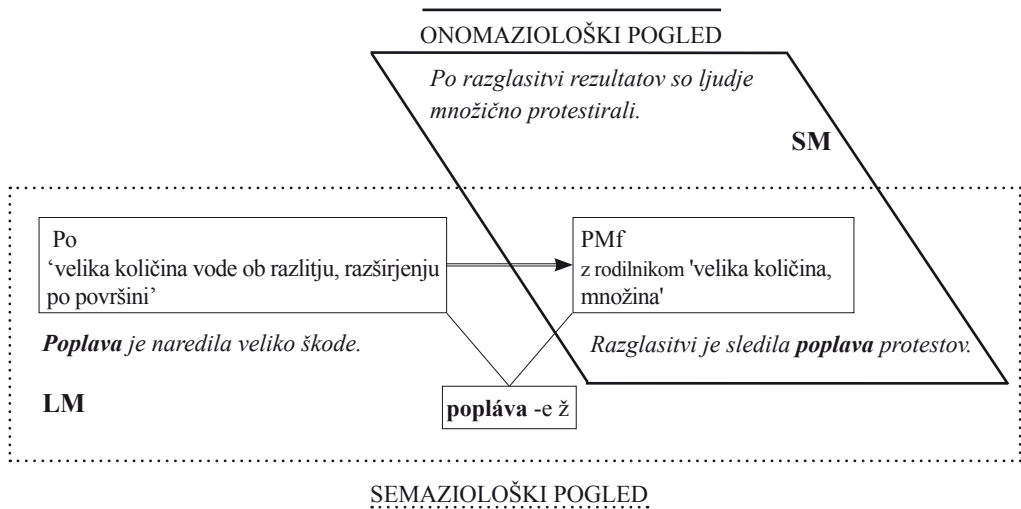 ONOMAZIOLOŠKI POGLED
Po razglasitvi rezultatov so ljudje
množično protestirali.
SM
Po
‘velika količina vode ob razlitju, razširjenju
po površini’
PMf
z rodilnikom 'velika količina,
množina'
Poplava je naredila veliko škode.
Razglasitvi je sledila poplava protestov.
LM
popláva -e ž
SEMAZIOLOŠKI POGLED